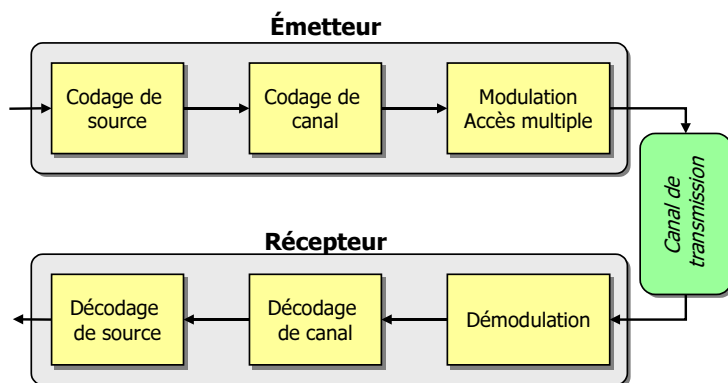 Émetteur
Codage de
source
Codage de
canal
Modulation
Accès multiple
Canal de
transmission
Récepteur
Décodage
de source
Décodage
de canal
Démodulation